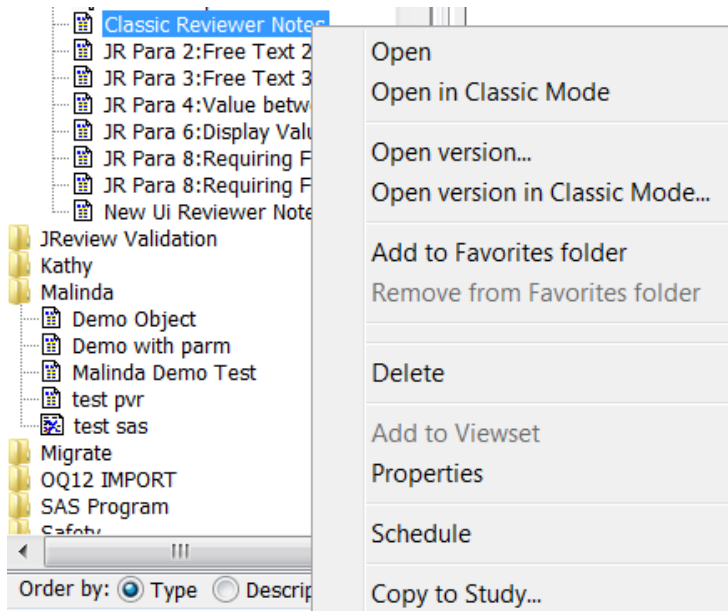 Classic Reviewer Notes
JR Para 2:Free Text 2
JR Para 3:Free Text 3
JR Para 4:Value betw
JR Para 6:Display Valu
JR Para 8:Requiring F
JR Para 8:Requiring F
New Ui Reviewer Note
JReview Validation
Kathy
Malinda
Demo Object
Demo with parm
Malinda Demo Test
test pvr
test sas
Migrate
OQ12 IMPORT
SAS Program
Safety
Order by: Type Descrip
Open
Open in Classic Mode
Open version...
Open version in Classic Mode...
Add to Favorites folder
Remove from Favorites folder
Delete
Add to Viewset
Properties
Schedule
Copy to Study...